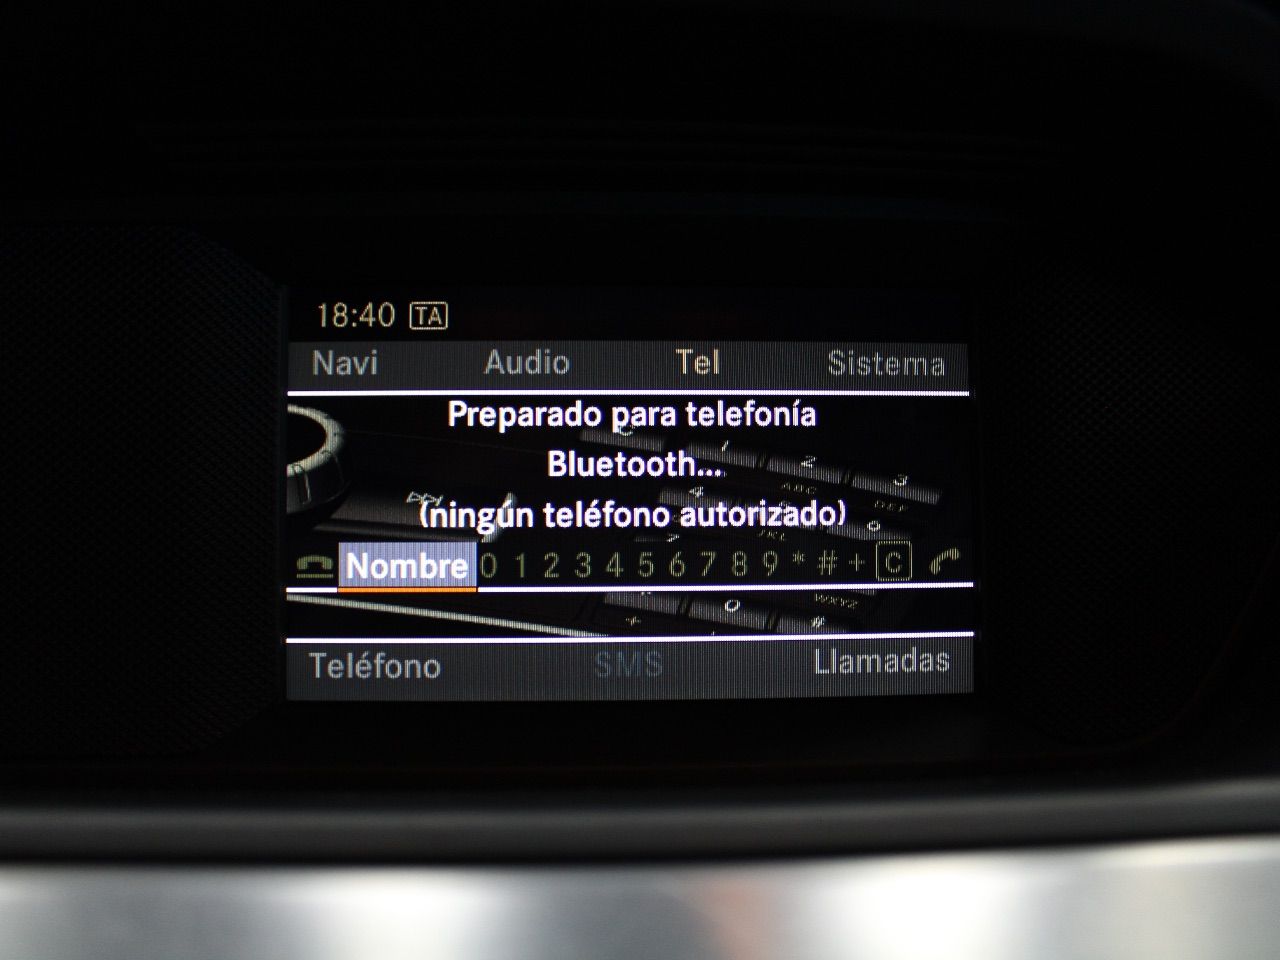 18:40 TA
Navi Audio Tel Sistema
Preparado para telefonía
Bluetooth...
(ningún teléfono autorizado)
Nombre 0 1 2 3 4 5 6 7 8 9 * # + C
Teléfono SMS Llamadas